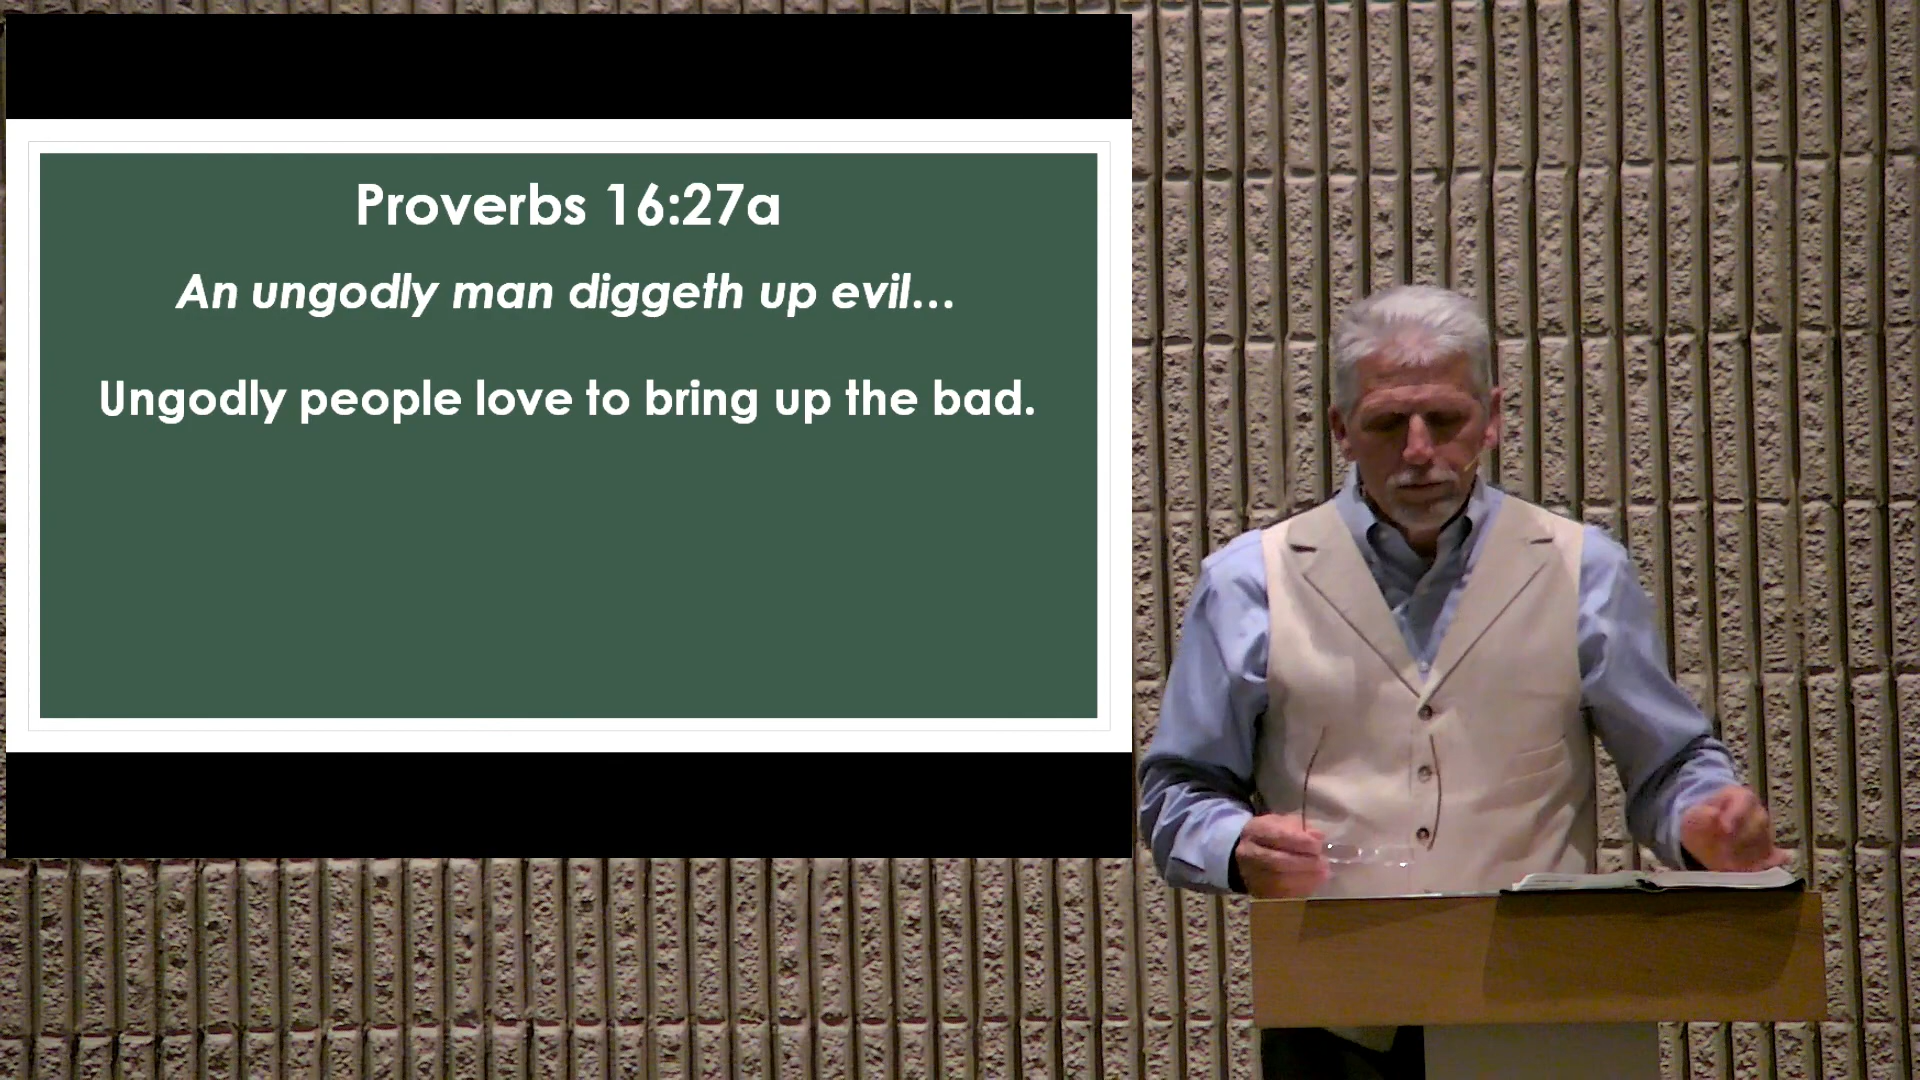 Proverbs 16:27a
An ungodly man diggeth up evil...
Ungodly people love to bring up the bad.